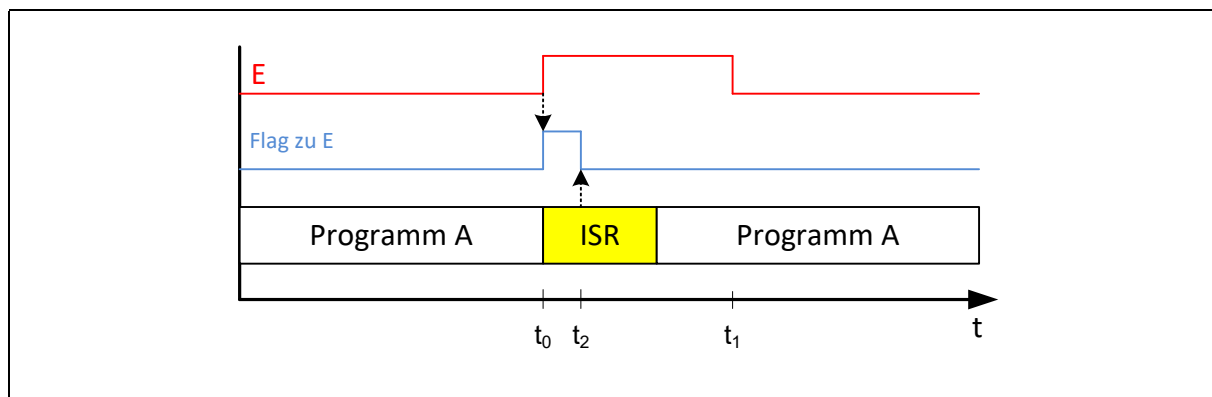 E
Flag zu E
Programm A ISR Programm A
t₀ t₂ t₁
t